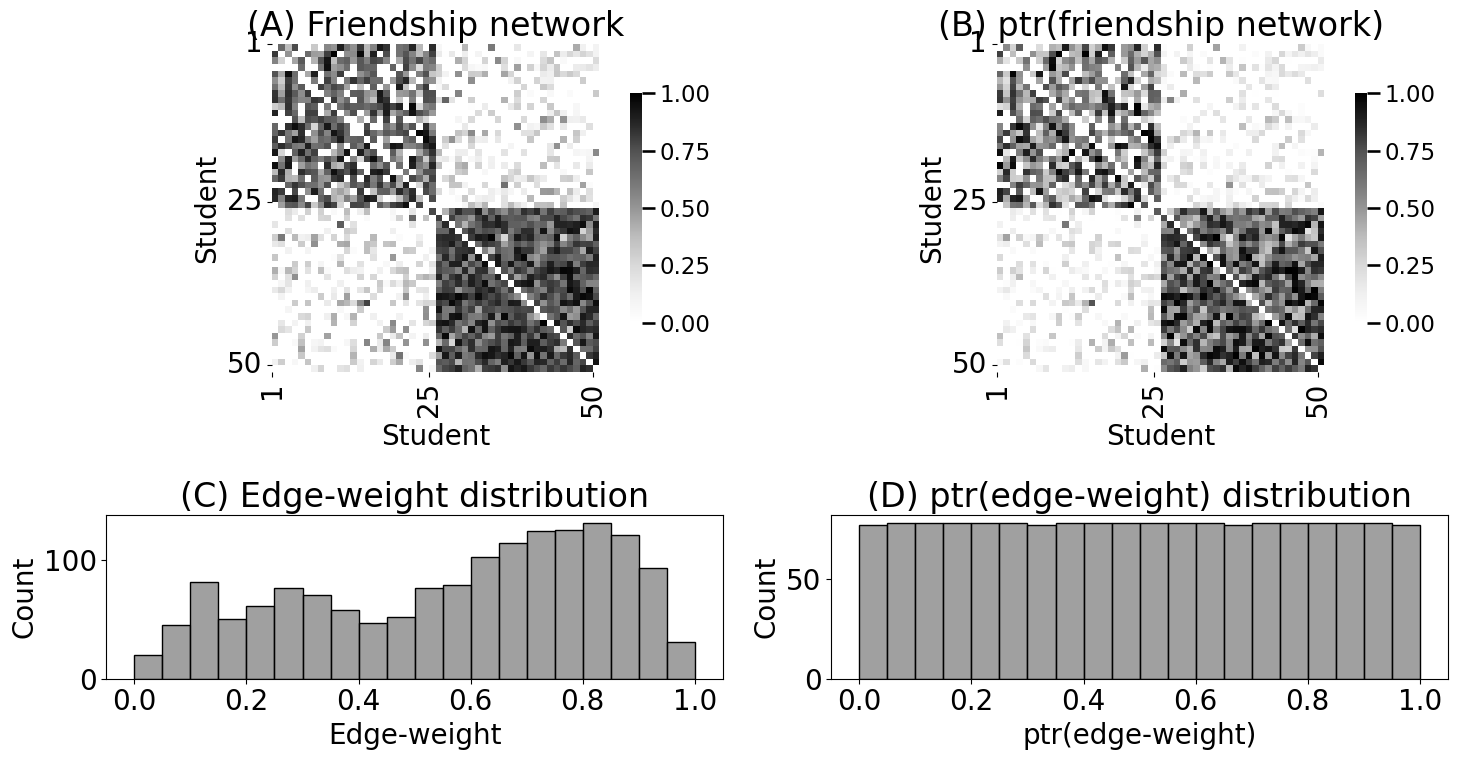 (A) Friendship network
1
25
50
Student
1
25
50
Student
1.00
0.75
0.50
0.25
0.00
(B) ptr(friendship network)
1
25
50
Student
1
25
50
Student
1.00
0.75
0.50
0.25
0.00
(C) Edge-weight distribution
100
0
Count
0.0 0.2 0.4 0.6 0.8 1.0
Edge-weight
(D) ptr(edge-weight) distribution
50
0
Count
0.0 0.2 0.4 0.6 0.8 1.0
ptr(edge-weight)